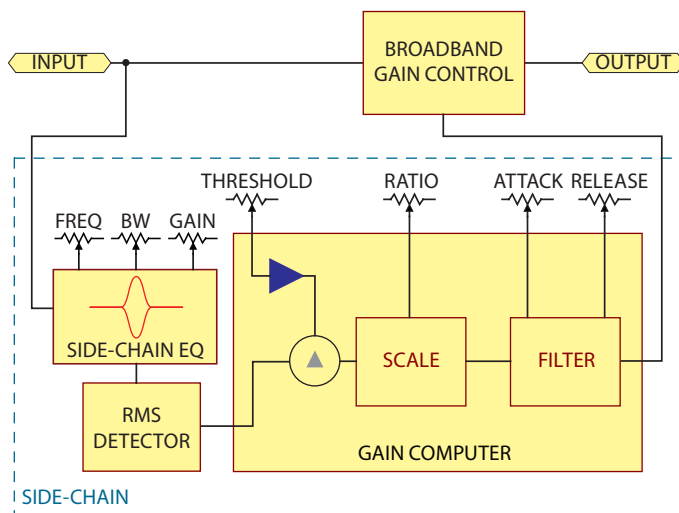 BROADBAND
GAIN CONTROL
INPUT
OUTPUT
THRESHOLD
RATIO
ATTACK
RELEASE
FREQ
BW
GAIN
SIDE-CHAIN EQ
SCALE
FILTER
RMS
DETECTOR
GAIN COMPUTER
SIDE-CHAIN